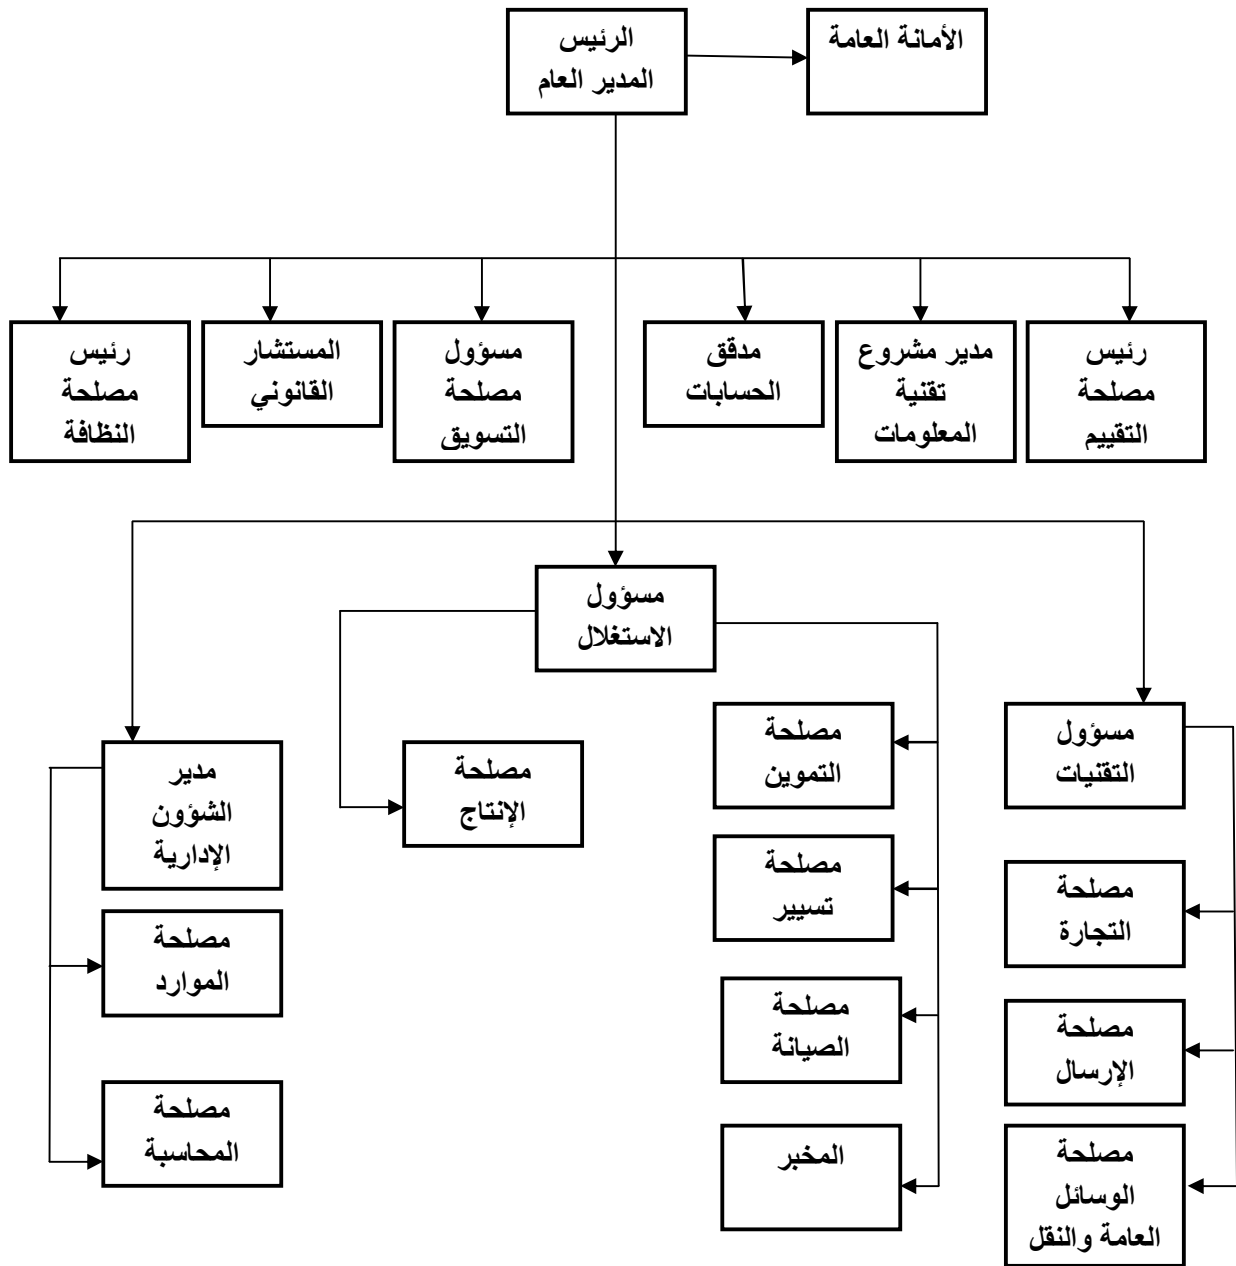 الرئيس
المدير العام
الأمانة العامة
رئيس
مصلحة
التقييم
مدير مشروع
تقنية
المعلومات
مدقق
الحسابات
مسؤول
مصلحة
التسويق
المستشار
القانوني
رئيس
مصلحة
النظافة
مسؤول
الاستغلال
مسؤول
التقنيات
مصلحة
التجارة
مصلحة
الإرسال
مصلحة
الوسائل
العامة والنقل
مصلحة
التموين
مصلحة
تسيير
مصلحة
الصيانة
المخبر
مصلحة
الإنتاج
مدير
الشؤون
الإدارية
مصلحة
الموارد
مصلحة
المحاسبة